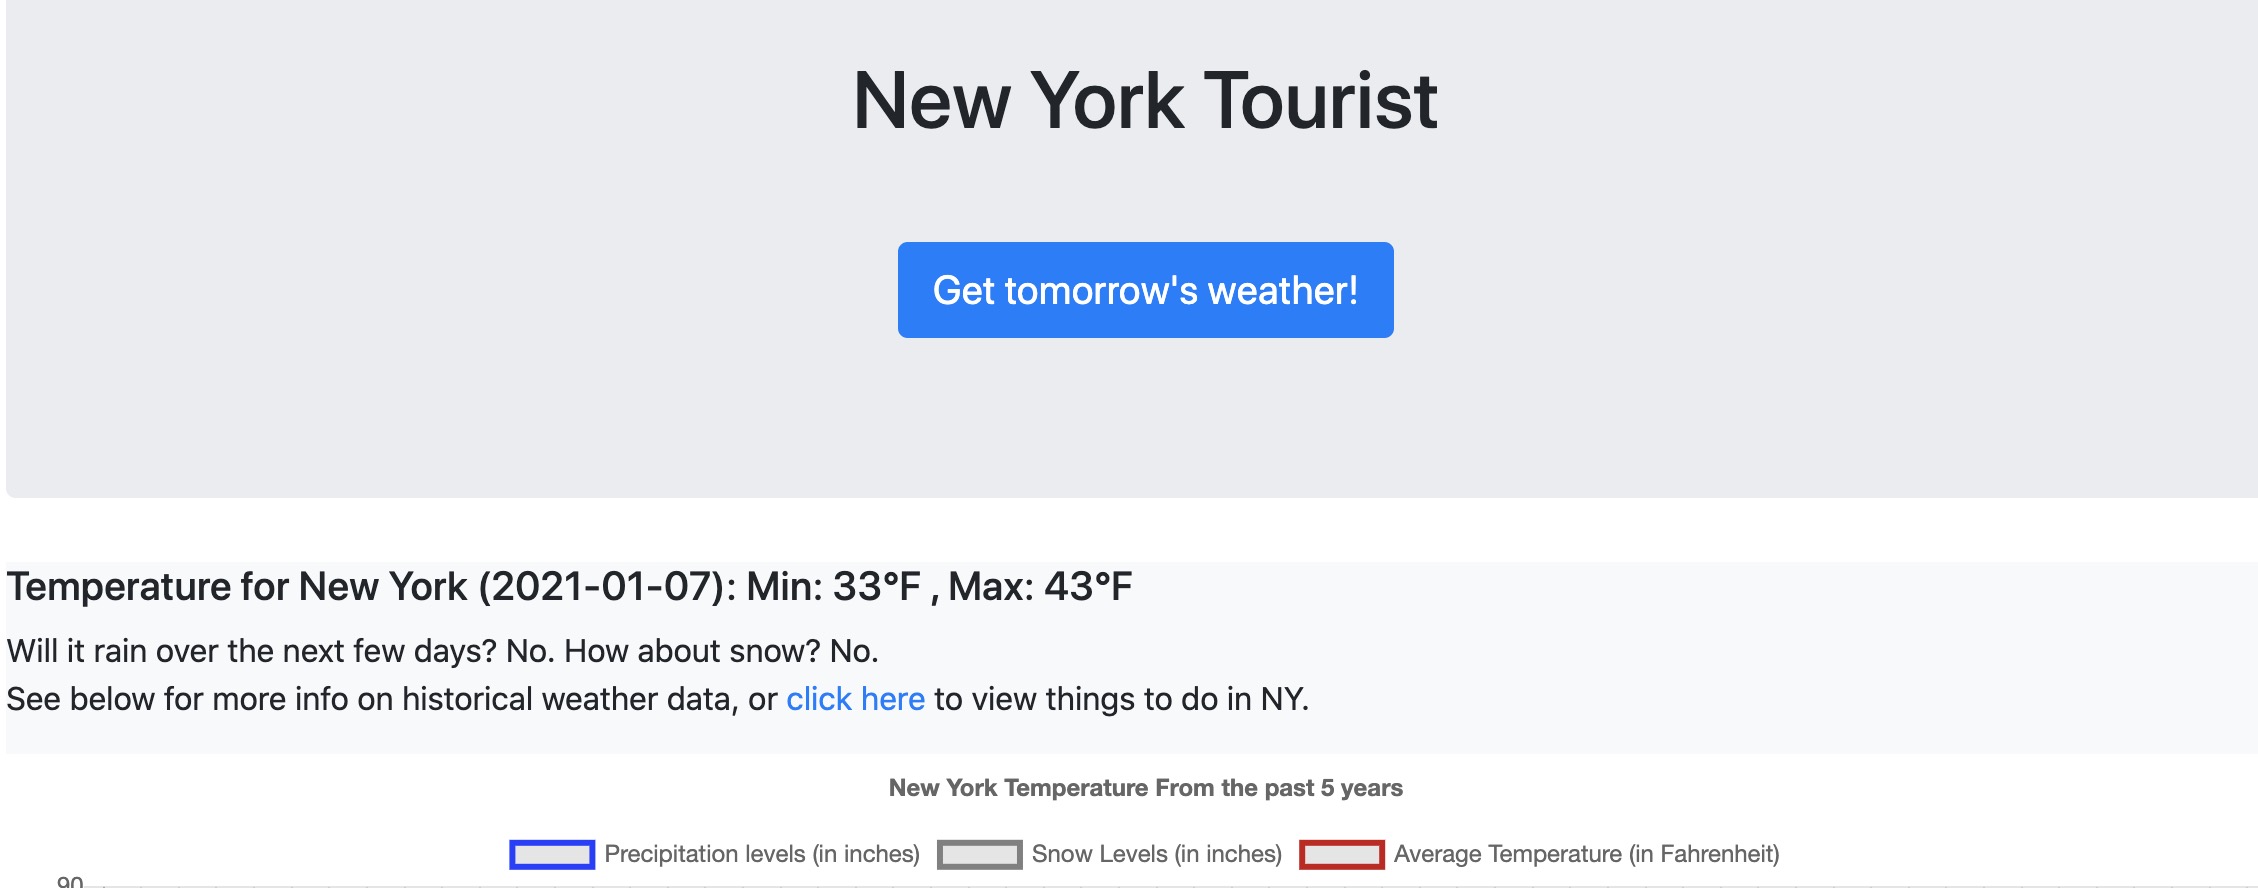 New York Tourist
Get tomorrow's weather!
Temperature for New York (2021-01-07): Min: 33°F , Max: 43°F
Will it rain over the next few days? No. How about snow? No.
See below for more info on historical weather data, or click here to view things to do in NY.
New York Temperature From the past 5 years
Precipitation levels (in inches) Snow Levels (in inches) Average Temperature (in Fahrenheit)
90